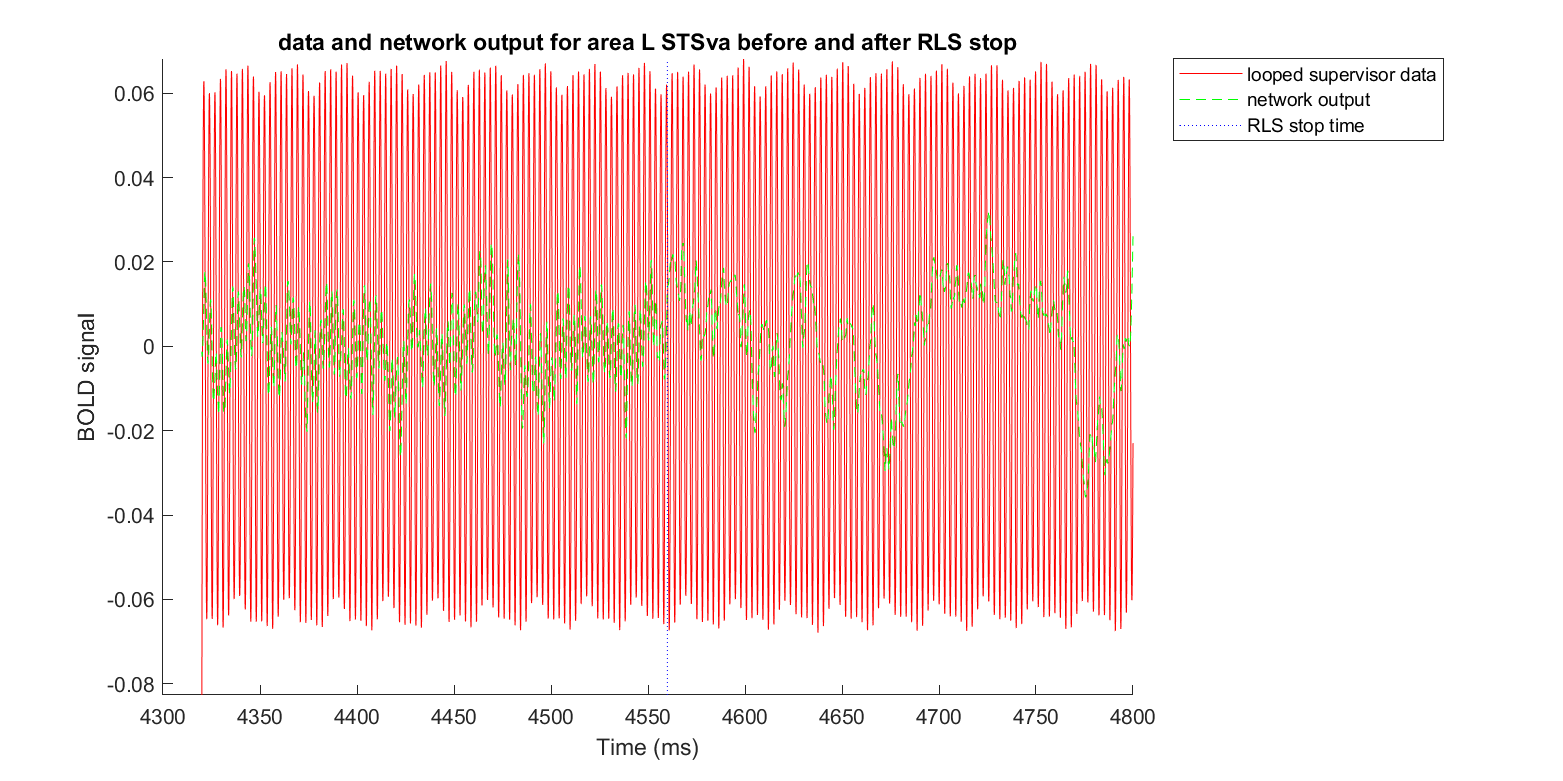 data and network output for area L STSva before and after RLS stop
looped supervisor data
network output
RLS stop time
BOLD signal
0.06
0.04
0.02
0
-0.02
-0.04
-0.06
-0.08
4300 4350 4400 4450 4500 4550 4600 4650 4700 4750 4800
Time (ms)